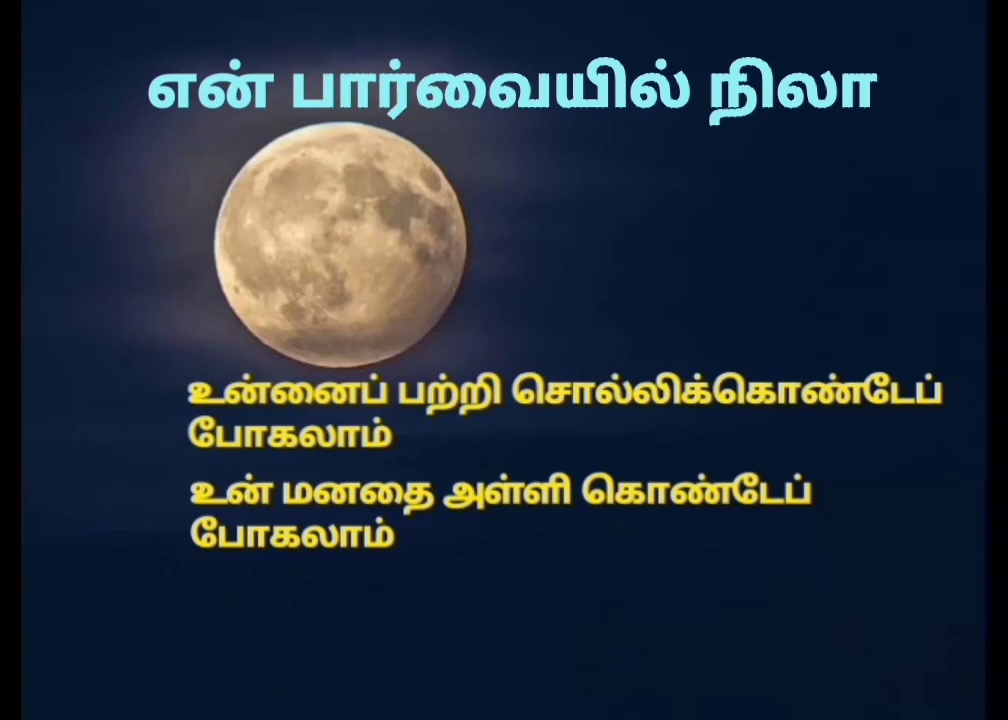 என் பார்வையில் நிலா
உன்னைப் பற்றி சொல்லிக்கொண்டேப்
போகலாம்
உன் மனதை அள்ளி கொண்டேப்
போகலாம்